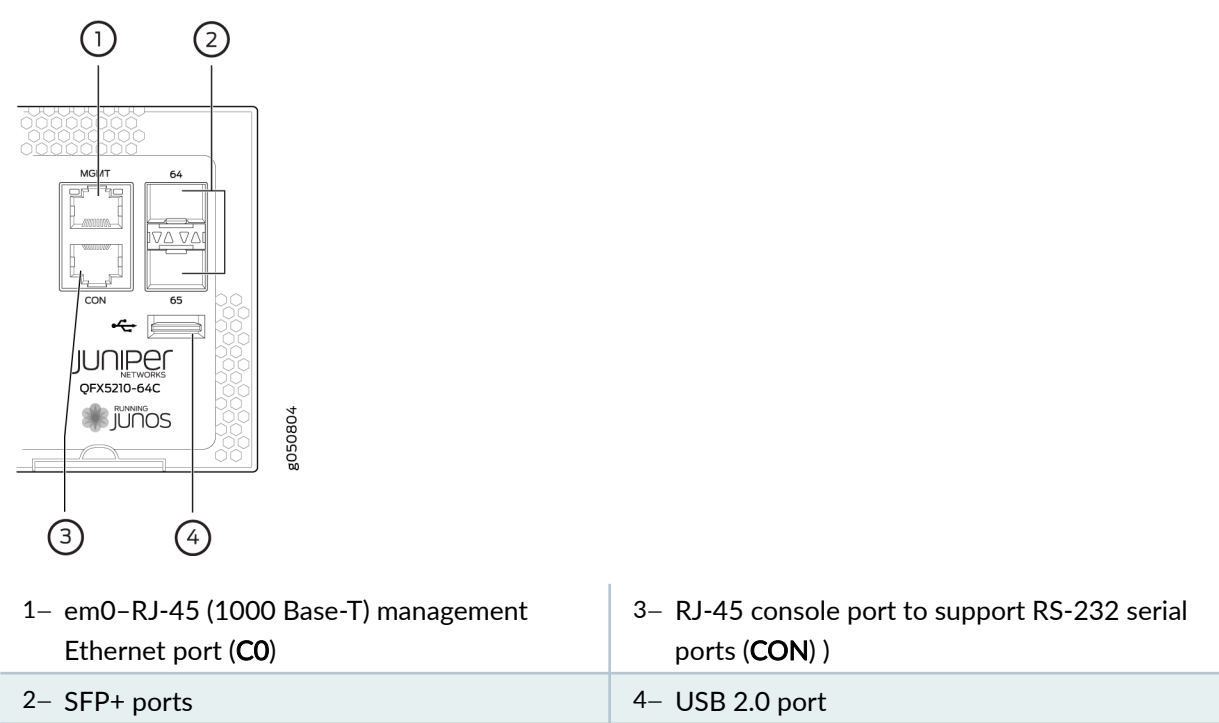 1
2
MGMT
64
CON
65
JUNIPER
NETWORKS
QFX5210-64C
RUNNING
JUNOS
g050804
3
4
1– em0–RJ-45 (1000 Base-T) management
Ethernet port (C0)
3– RJ-45 console port to support RS-232 serial
ports (CON) )
2– SFP+ ports
4– USB 2.0 port